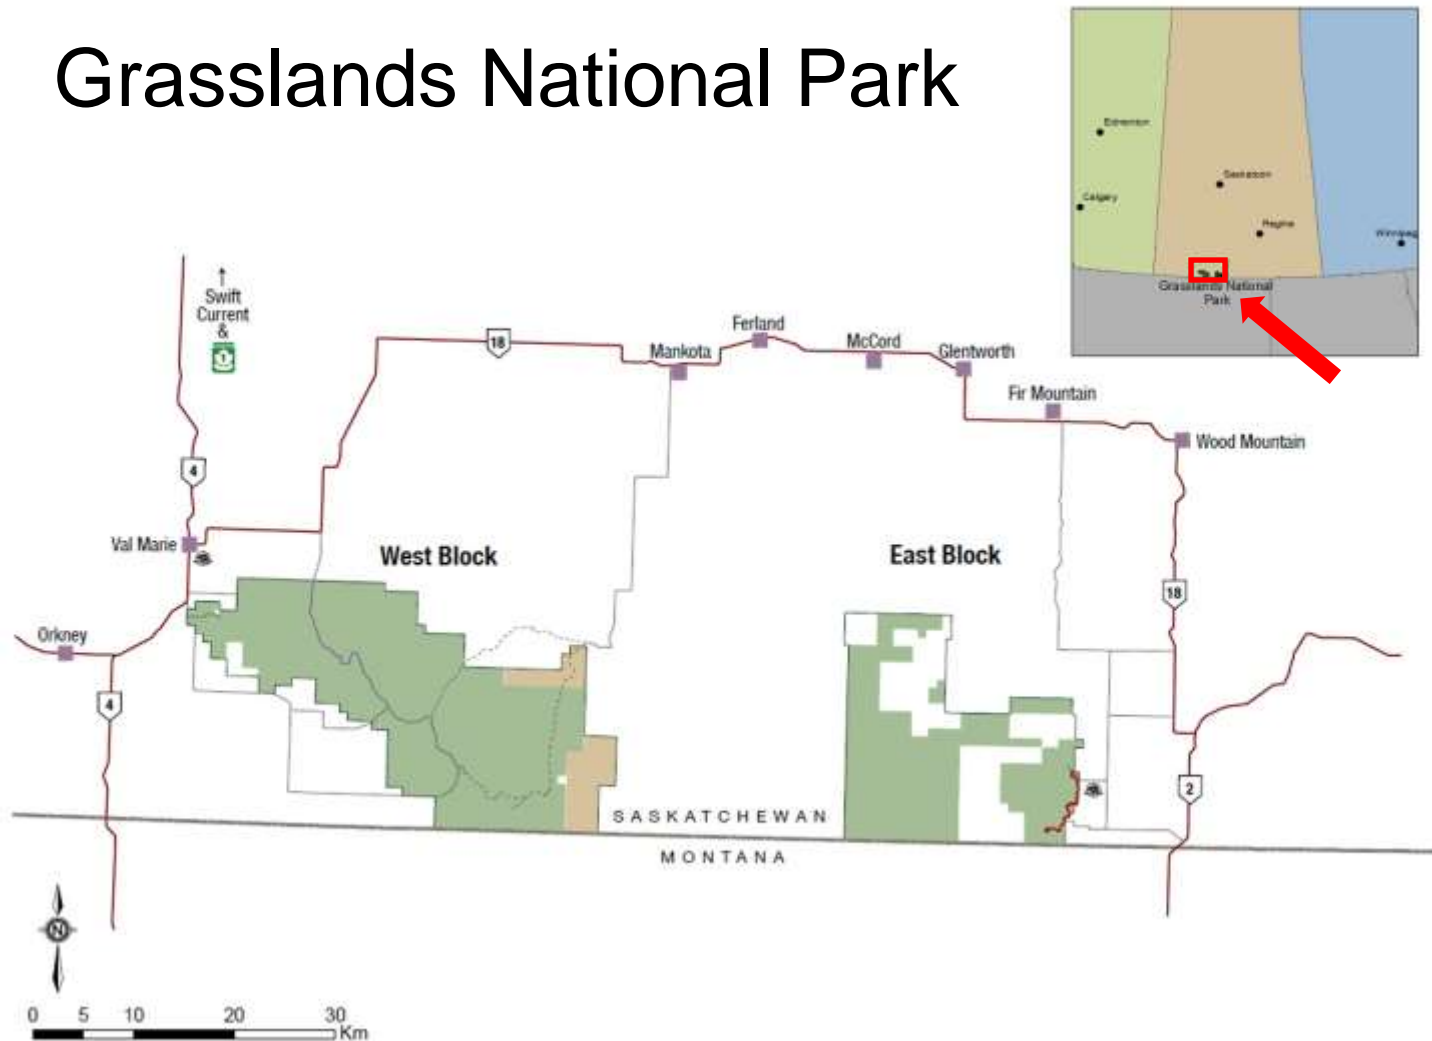 Grasslands National Park
Edmonton
Saskatoon
Calgary
Regina
Winnipeg
Grasslands National
Park
↑
Swift
Current
&
1
18
Ferland
Mankota
McCord
Glentworth
Fir Mountain
Wood Mountain
4
Val Marie
West Block
East Block
18
Orkney
4
2
SASKATCHEWAN
MONTANA
N
0 5 10 20 30
Km